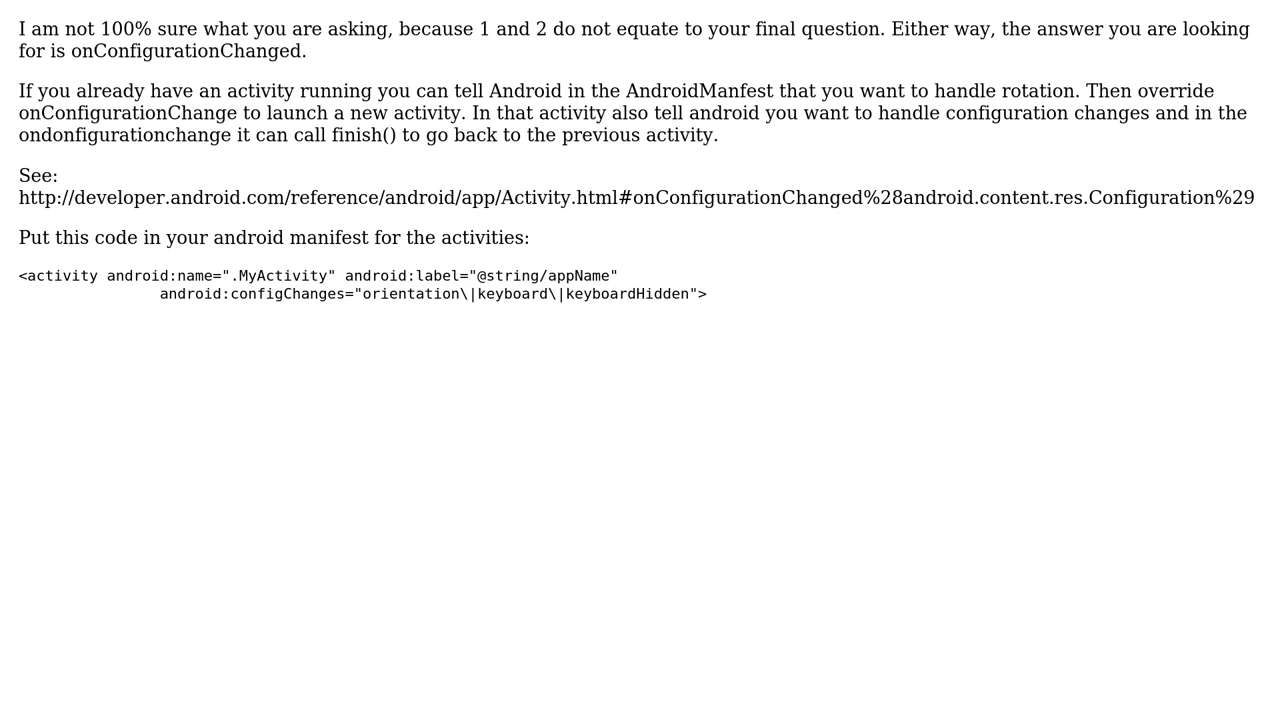 I am not 100% sure what you are asking, because 1 and 2 do not equate to your final question. Either way, the answer you are looking
for is onConfigurationChanged.
If you already have an activity running you can tell Android in the AndroidManfest that you want to handle rotation. Then override
onConfigurationChange to launch a new activity. In that activity also tell android you want to handle configuration changes and in the
ondonfigurationchange it can call finish() to go back to the previous activity.
See:
http://developer.android.com/reference/android/app/Activity.html#onConfigurationChanged%28android.content.res.Configuration%29
Put this code in your android manifest for the activities:
<activity android:name=".MyActivity" android:label="@string/appName"
android:configChanges="orientation\|keyboard\|keyboardHidden">